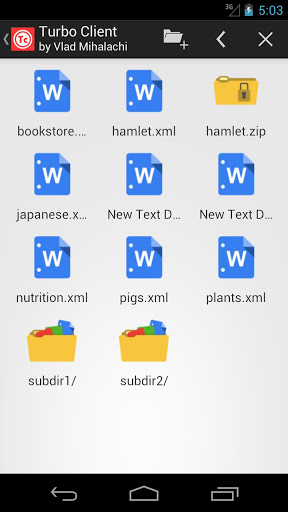 3G 5:03
Tc Turbo Client
by Vlad Mihalachi
W W
bookstore.... hamlet.xml hamlet.zip
W W W
japanese.x... New Text D... New Text D...
W W W
nutrition.xml pigs.xml plants.xml
subdir1/ subdir2/